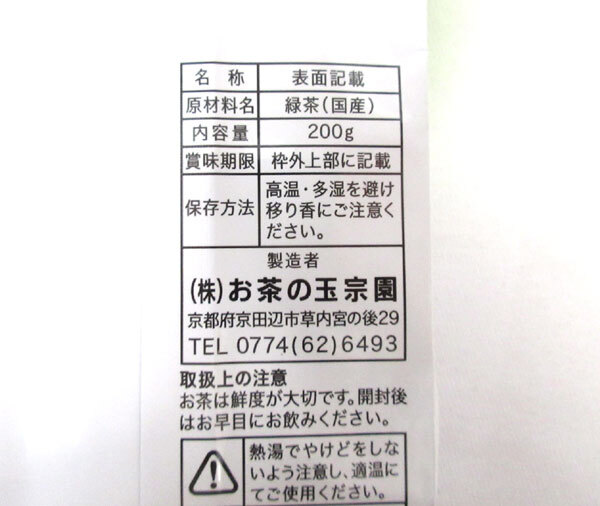 名称 表面記載
原材料名 緑茶(国産)
内容量 200g
賞味期限 枠外上部に記載
保存方法 高温・多湿を避け
移り香にご注意く
ださい。
製造者
(株)お茶の玉宗園
京都府京田辺市草内宮の後29
TEL 0774(62)6493
取扱上の注意
お茶は鮮度が大切です。開封後
はお早目にお飲みください。
熱湯でやけどをしな
いよう注意し、適温に
てご使用ください。